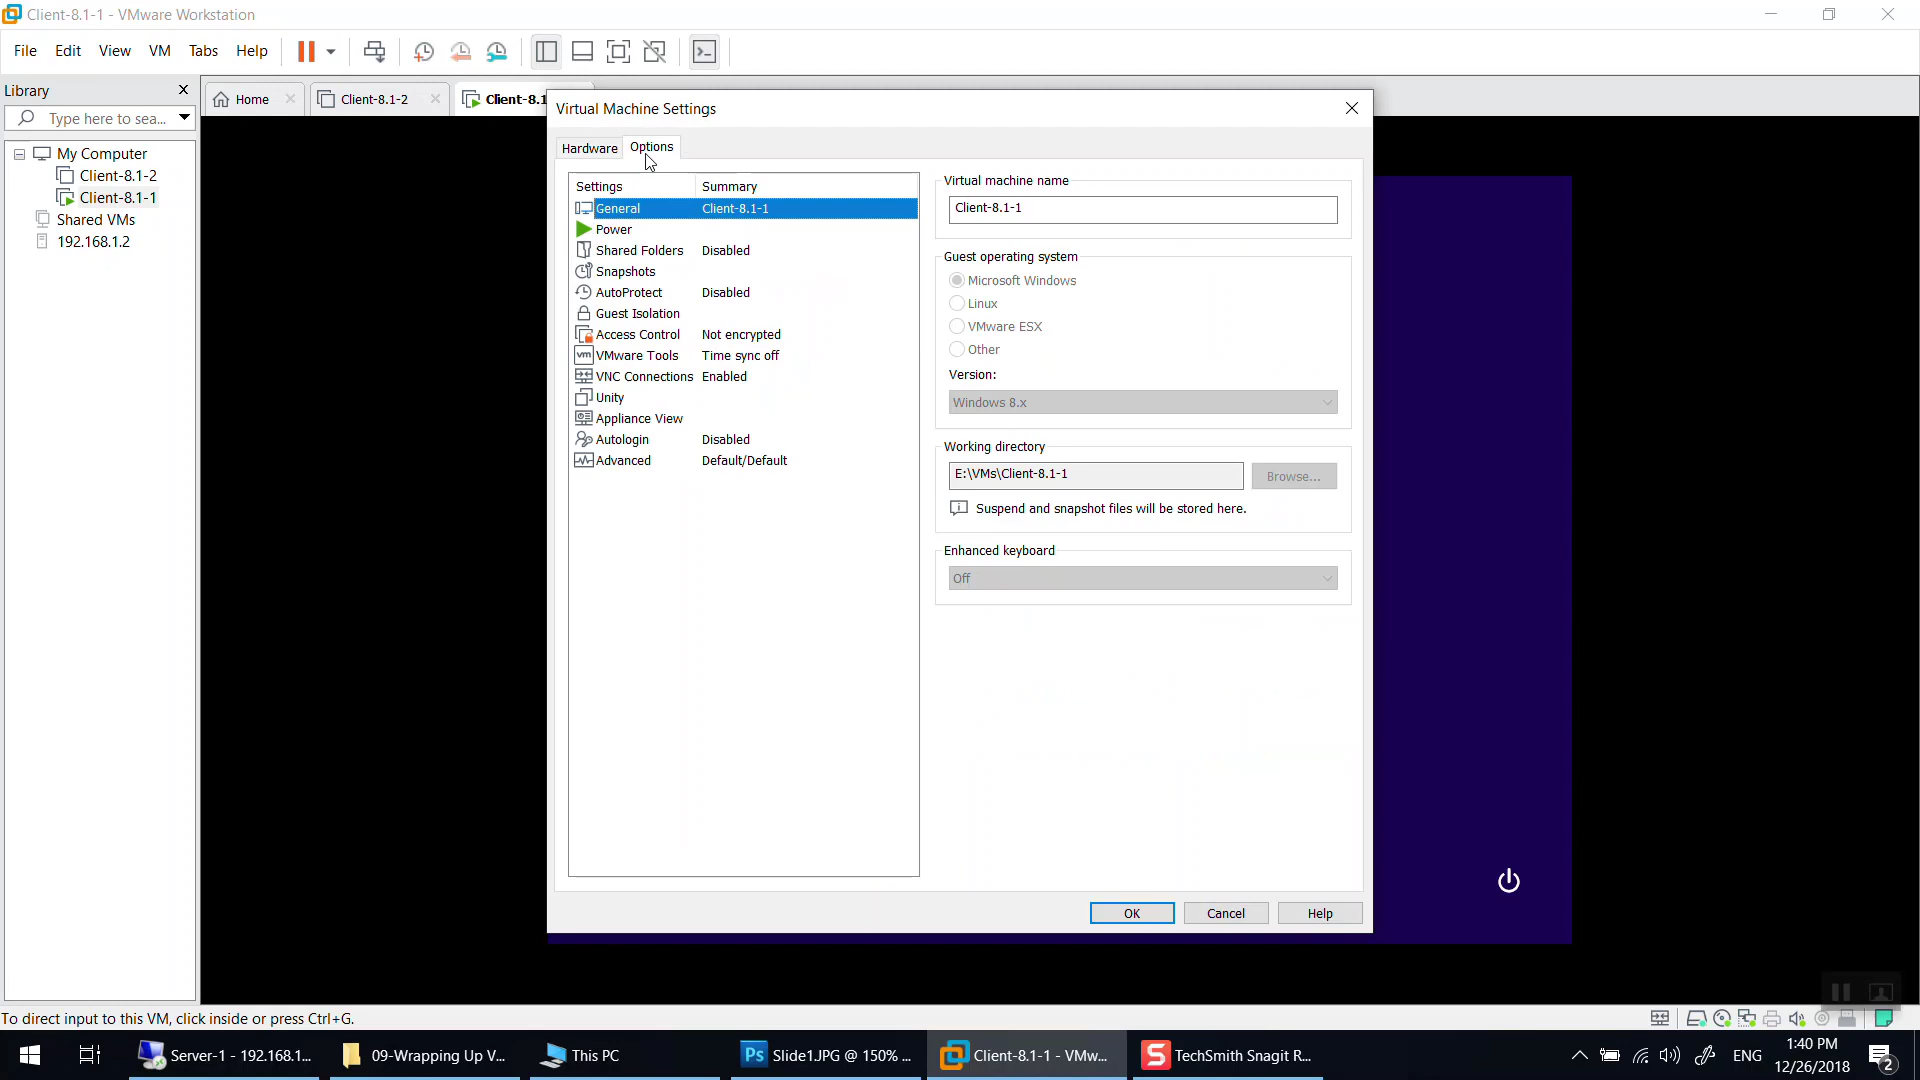 Client-8.1-1 - VMware Workstation
File Edit View VM Tabs Help
Library
Type here to sea...
Home
Client-8.1-2
Client-8.1
My Computer
Client-8.1-2
Client-8.1-1
Shared VMs
192.168.1.2
Virtual Machine Settings
Hardware Options
Settings Summary
General Client-8.1-1
Power
Shared Folders Disabled
Snapshots
AutoProtect Disabled
Guest Isolation
Access Control Not encrypted
vm VMware Tools Time sync off
VNC Connections Enabled
Unity
Appliance View
Autologin Disabled
Advanced Default/Default
Virtual machine name
Client-8.1-1
Guest operating system
Microsoft Windows
Linux
VMware ESX
Other
Version:
Windows 8.x
Working directory
E:\VMs\Client-8.1-1
Browse...
Suspend and snapshot files will be stored here.
Enhanced keyboard
Off
OK Cancel Help
To direct input to this VM, click inside or press Ctrl+G.
Server-1 - 192.168.1...
09-Wrapping Up V...
This PC
Ps Slide1.JPG @ 150% ...
Client-8.1-1 - VMw...
S TechSmith Snagit R...
ENG
1:40 PM
12/26/2018
2